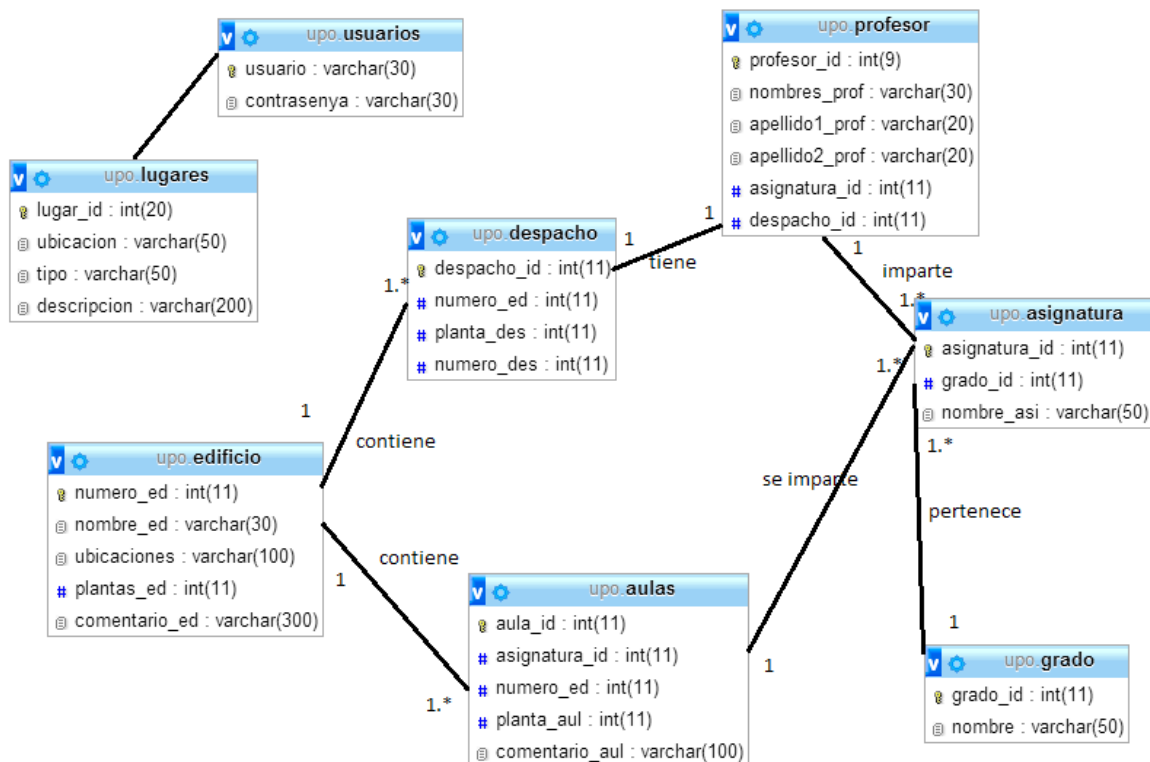 upo.usuarios
usuario : varchar(30)
contrasenya : varchar(30)
upo.lugares
lugar_id : int(20)
ubicacion : varchar(50)
tipo : varchar(50)
descripcion : varchar(200)
upo.profesor
profesor_id : int(9)
nombres_prof : varchar(30)
apellido1_prof : varchar(20)
apellido2_prof : varchar(20)
# asignatura_id : int(11)
# despacho_id : int(11)
1
tiene
1
upo.despacho
despacho_id : int(11)
# numero_ed : int(11)
# planta_des : int(11)
# numero_des : int(11)
1
imparte
1.*
upo.asignatura
asignatura_id : int(11)
# grado_id : int(11)
nombre_asi : varchar(50)
1.*
contiene
1
upo.edificio
numero_ed : int(11)
nombre_ed : varchar(30)
ubicaciones : varchar(100)
# plantas_ed : int(11)
comentario_ed : varchar(300)
1
contiene
1.*
upo.aulas
aula_id : int(11)
# asignatura_id : int(11)
# numero_ed : int(11)
# planta_aul : int(11)
comentario_aul : varchar(100)
1.*
se imparte
1
1.*
pertenece
1
upo.grado
grado_id : int(11)
nombre : varchar(50)